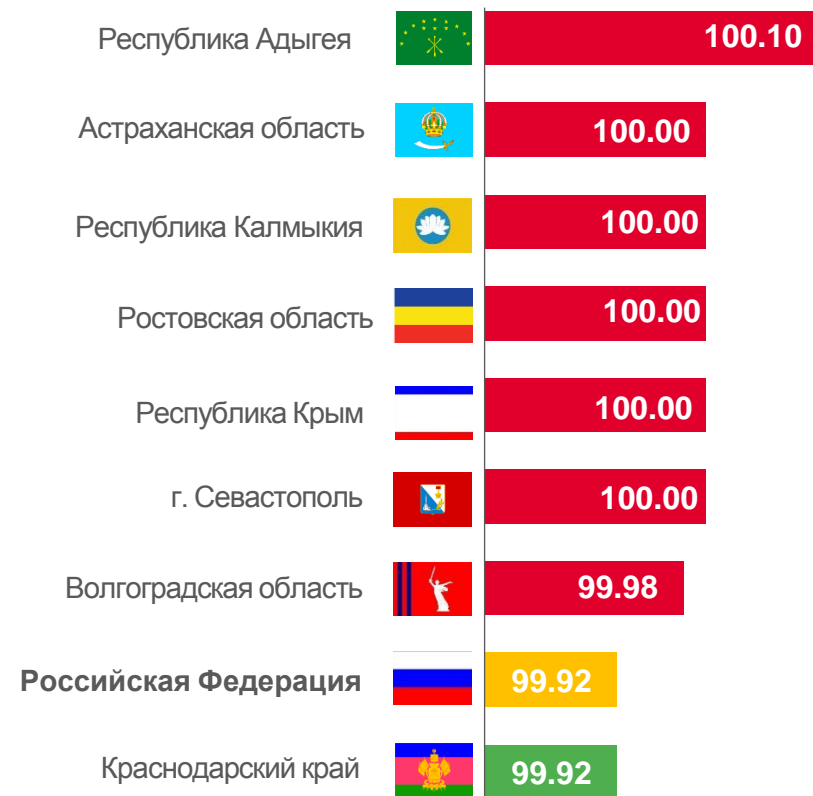 Республика Адыгея 100.10
Астраханская область 100.00
Республика Калмыкия 100.00
Ростовская область 100.00
Республика Крым 100.00
г. Севастополь 100.00
Волгоградская область 99.98
Российская Федерация 99.92
Краснодарский край 99.92